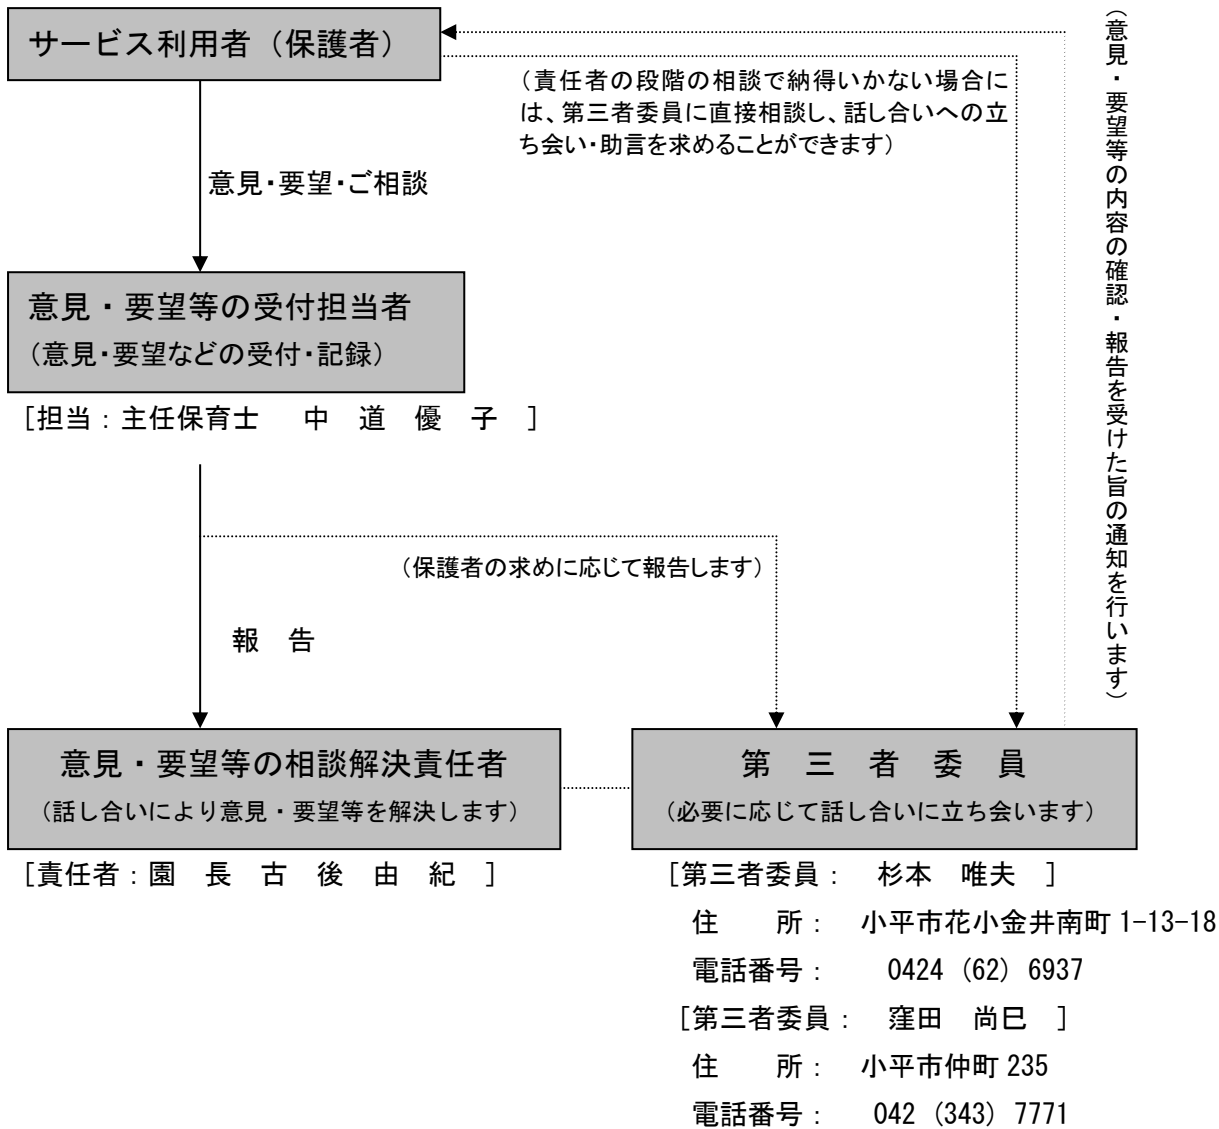 サービス利用者（保護者）
（責任者の段階の相談で納得いかない場合に
は、第三者委員に直接相談し、話し合いへの立
ち会い・助言を求めることができます）
（意見・要望等の内容の確認・報告を受けた旨の通知を行います）
意見・要望・ご相談
意見・要望等の受付担当者
（意見・要望などの受付・記録）
［担当：主任保育士　中　道　優　子　］
（保護者の求めに応じて報告します）
報　告
意見・要望等の相談解決責任者
（話し合いにより意見・要望等を解決します）
［責任者：園　長　古　後　由　紀　］
第　三　者　委　員
（必要に応じて話し合いに立ち会います）
［第三者委員：　杉本　唯夫　］
住　　所：　小平市花小金井南町 1-13-18
電話番号：　0424（62）6937
［第三者委員：　窪田　尚巳　］
住　　所：　小平市仲町 235
電話番号：　042（343）7771